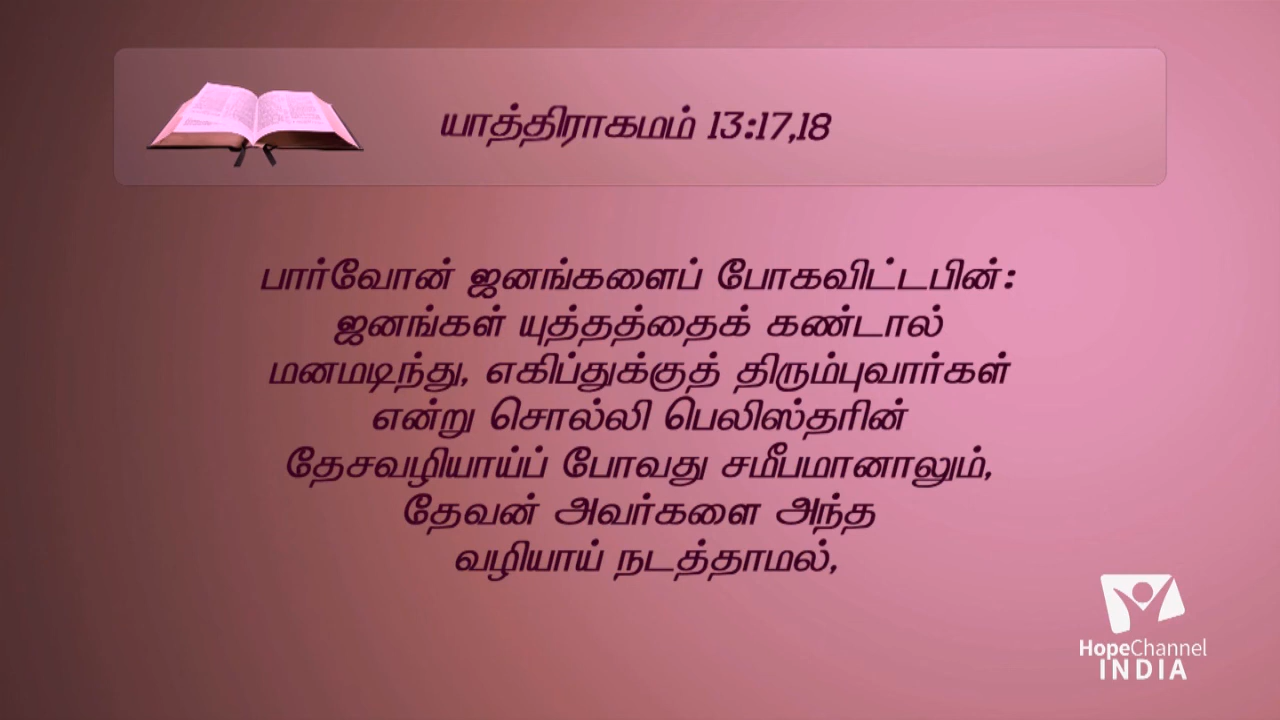 யாத்திராகமம் 13:17,18
பார்வோன் ஜனங்களைப் போகவிட்டபின்:
ஜனங்கள் யுத்தத்தைக் கண்டால்
மனமடிந்து, எகிப்துக்குத் திரும்புவார்கள்
என்று சொல்லி பெலிஸ்தரின்
தேசவழியாய்ப் போவது சமீபமானாலும்,
தேவன் அவர்களை அந்த
வழியாய் நடத்தாமல்,
HopeChannel
INDIA